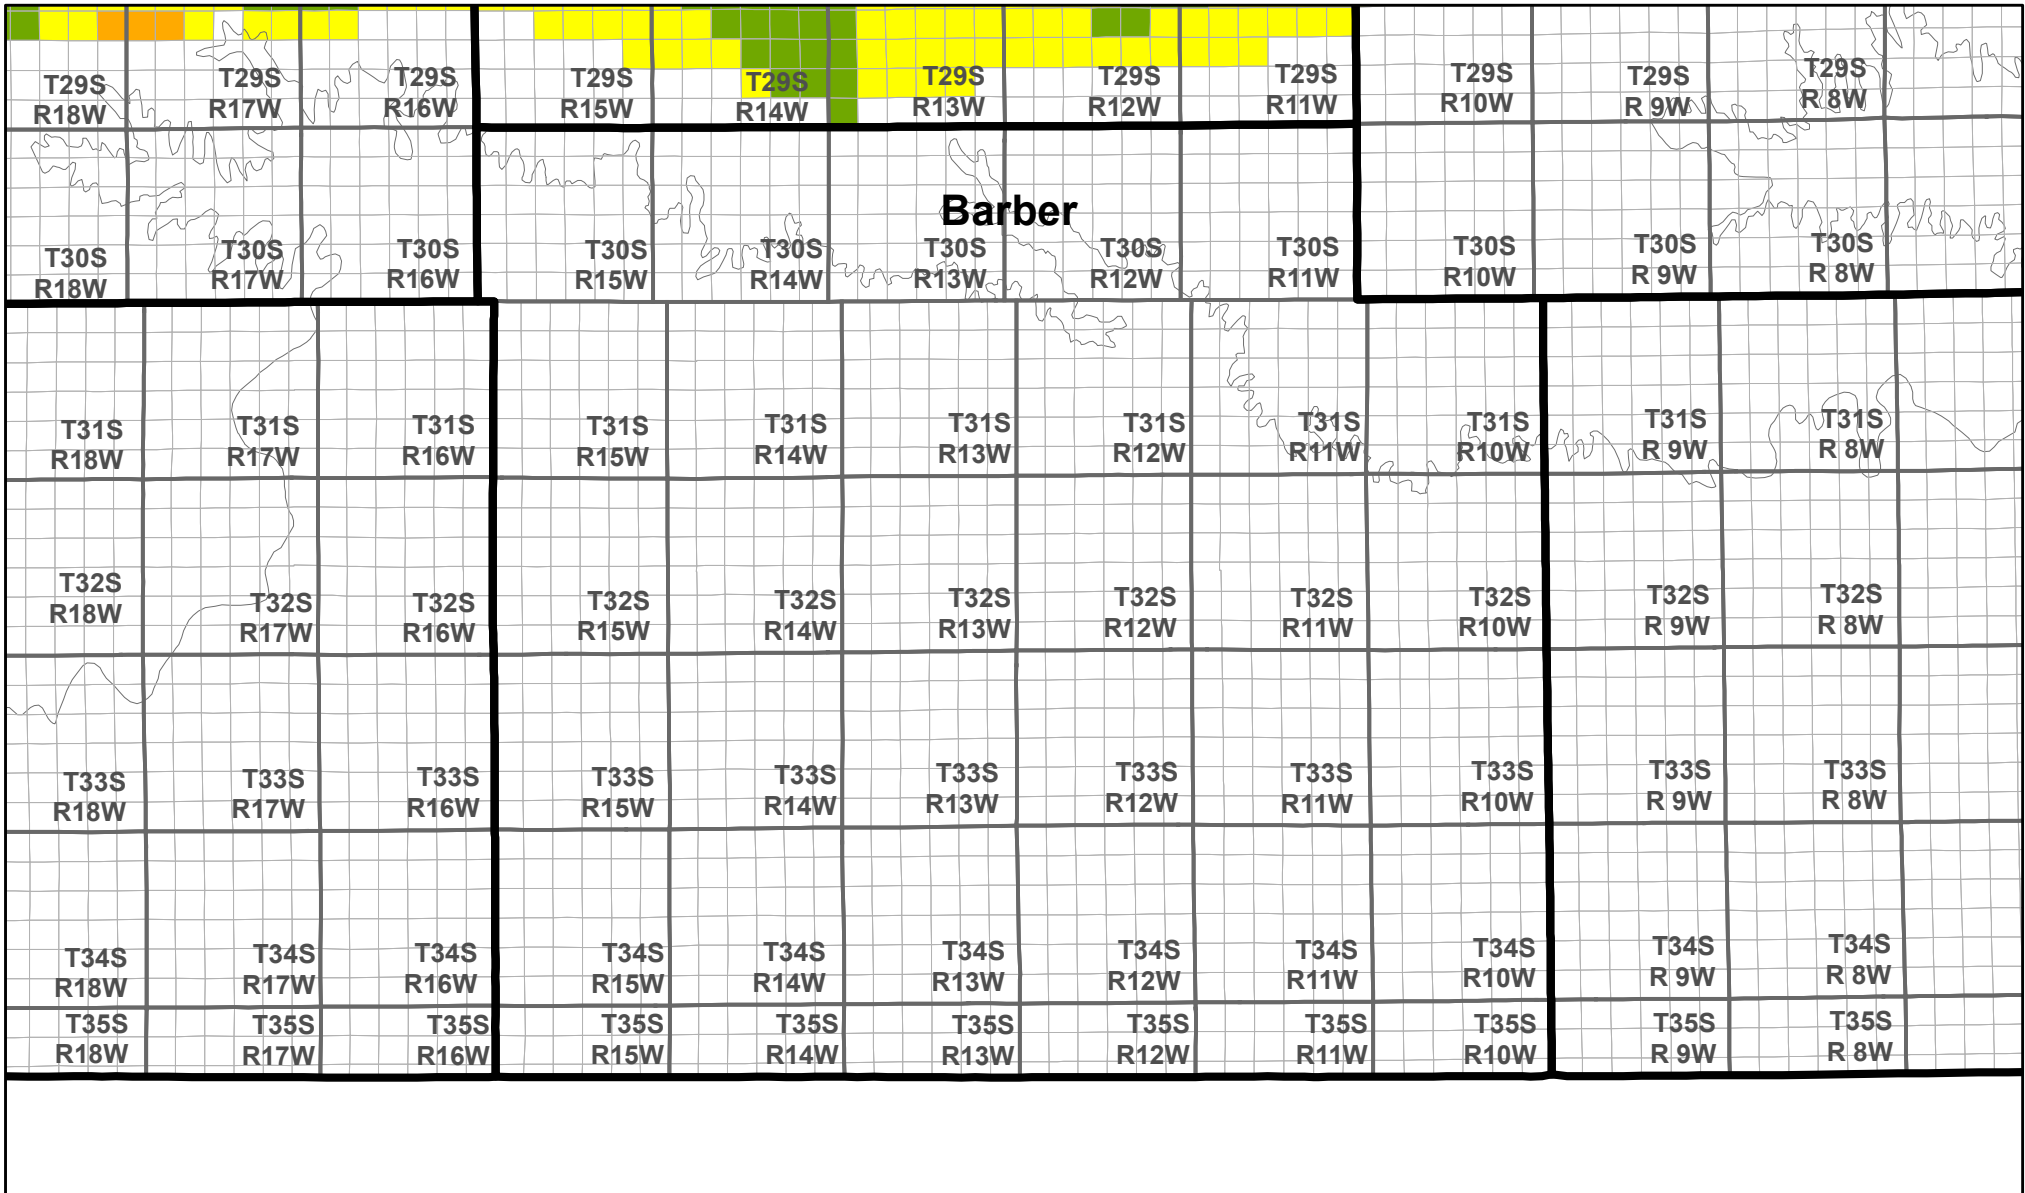 T29S T29S T29S T29S T29S T29S T29S T29S T29S T29S T29S
R18W R17W R16W R15W R14W R13W R12W R11W R10W R 9W R 8W
Barber
T30S T30S T30S T30S T30S T30S T30S T30S T30S T30S T30S
R18W R17W R16W R15W R14W R13W R12W R11W R10W R 9W R 8W
T31S T31S T31S T31S T31S T31S T31S T31S T31S T31S T31S
R18W R17W R16W R15W R14W R13W R12W R11W R10W R 9W R 8W
T32S T32S T32S T32S T32S T32S T32S T32S T32S T32S T32S
R18W R17W R16W R15W R14W R13W R12W R11W R10W R 9W R 8W
T33S T33S T33S T33S T33S T33S T33S T33S T33S T33S T33S
R18W R17W R16W R15W R14W R13W R12W R11W R10W R 9W R 8W
T34S T34S T34S T34S T34S T34S T34S T34S T34S T34S T34S
R18W R17W R16W R15W R14W R13W R12W R11W R10W R 9W R 8W
T35S T35S T35S T35S T35S T35S T35S T35S T35S T35S T35S
R18W R17W R16W R15W R14W R13W R12W R11W R10W R 9W R 8W